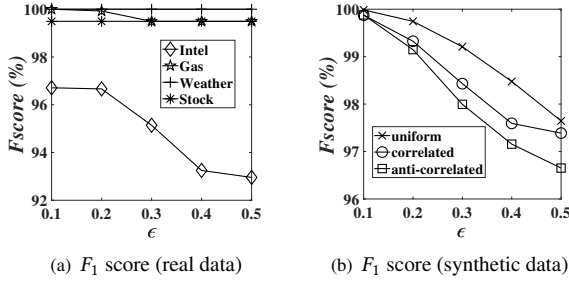 100
98
96
94
92
Fscore (%)
Intel
Gas
Weather
Stock
0.1 0.2 0.3 0.4 0.5
ϵ
(a) F₁ score (real data)
100
99
98
97
96
Fscore (%)
uniform
correlated
anti-correlated
0.1 0.2 0.3 0.4 0.5
ϵ
(b) F₁ score (synthetic data)